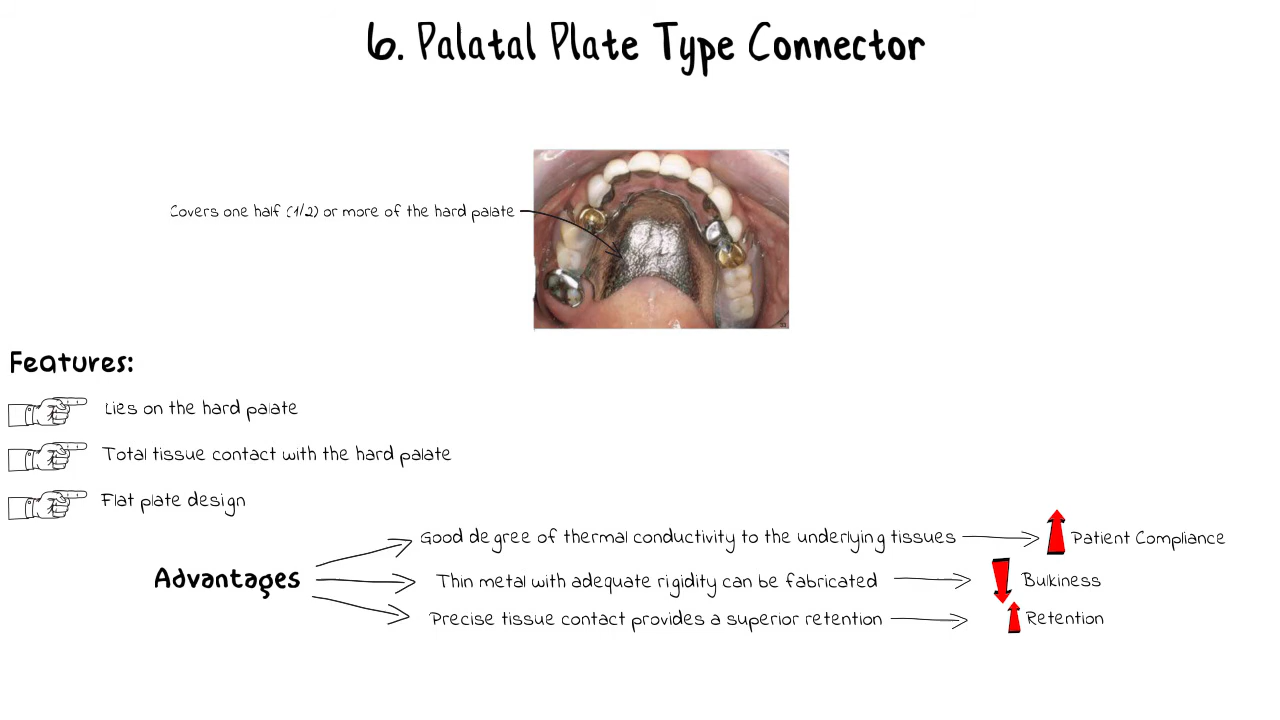 6. Palatal Plate Type Connector
Covers one half (1/2) or more of the hard palate
Features:
Lies on the hard palate
Total tissue contact with the hard palate
Flat plate design
Advantages
Good degree of thermal conductivity to the underlying tissues
Patient Compliance
Thin metal with adequate rigidity can be fabricated
Bulkiness
Precise tissue contact provides a superior retention
Retention